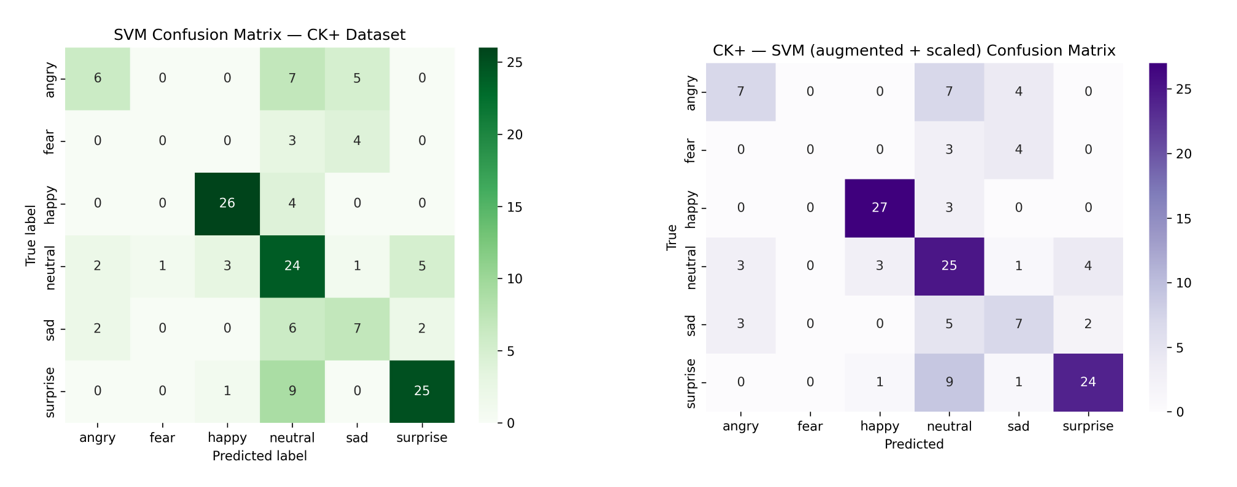 SVM Confusion Matrix — CK+ Dataset
True label
angry 6 0 0 7 5 0
fear 0 0 0 3 4 0
happy 0 0 26 4 0 0
neutral 2 1 3 24 1 5
sad 2 0 0 6 7 2
surprise 0 0 1 9 0 25
angry fear happy neutral sad surprise
Predicted label
25
20
15
10
5
0
CK+ — SVM (augmented + scaled) Confusion Matrix
True
angry 7 0 0 7 4 0
fear 0 0 0 3 4 0
happy 0 0 27 3 0 0
neutral 3 0 3 25 1 4
sad 3 0 0 5 7 2
surprise 0 0 1 9 1 24
angry fear happy neutral sad surprise
Predicted
25
20
15
10
5
0